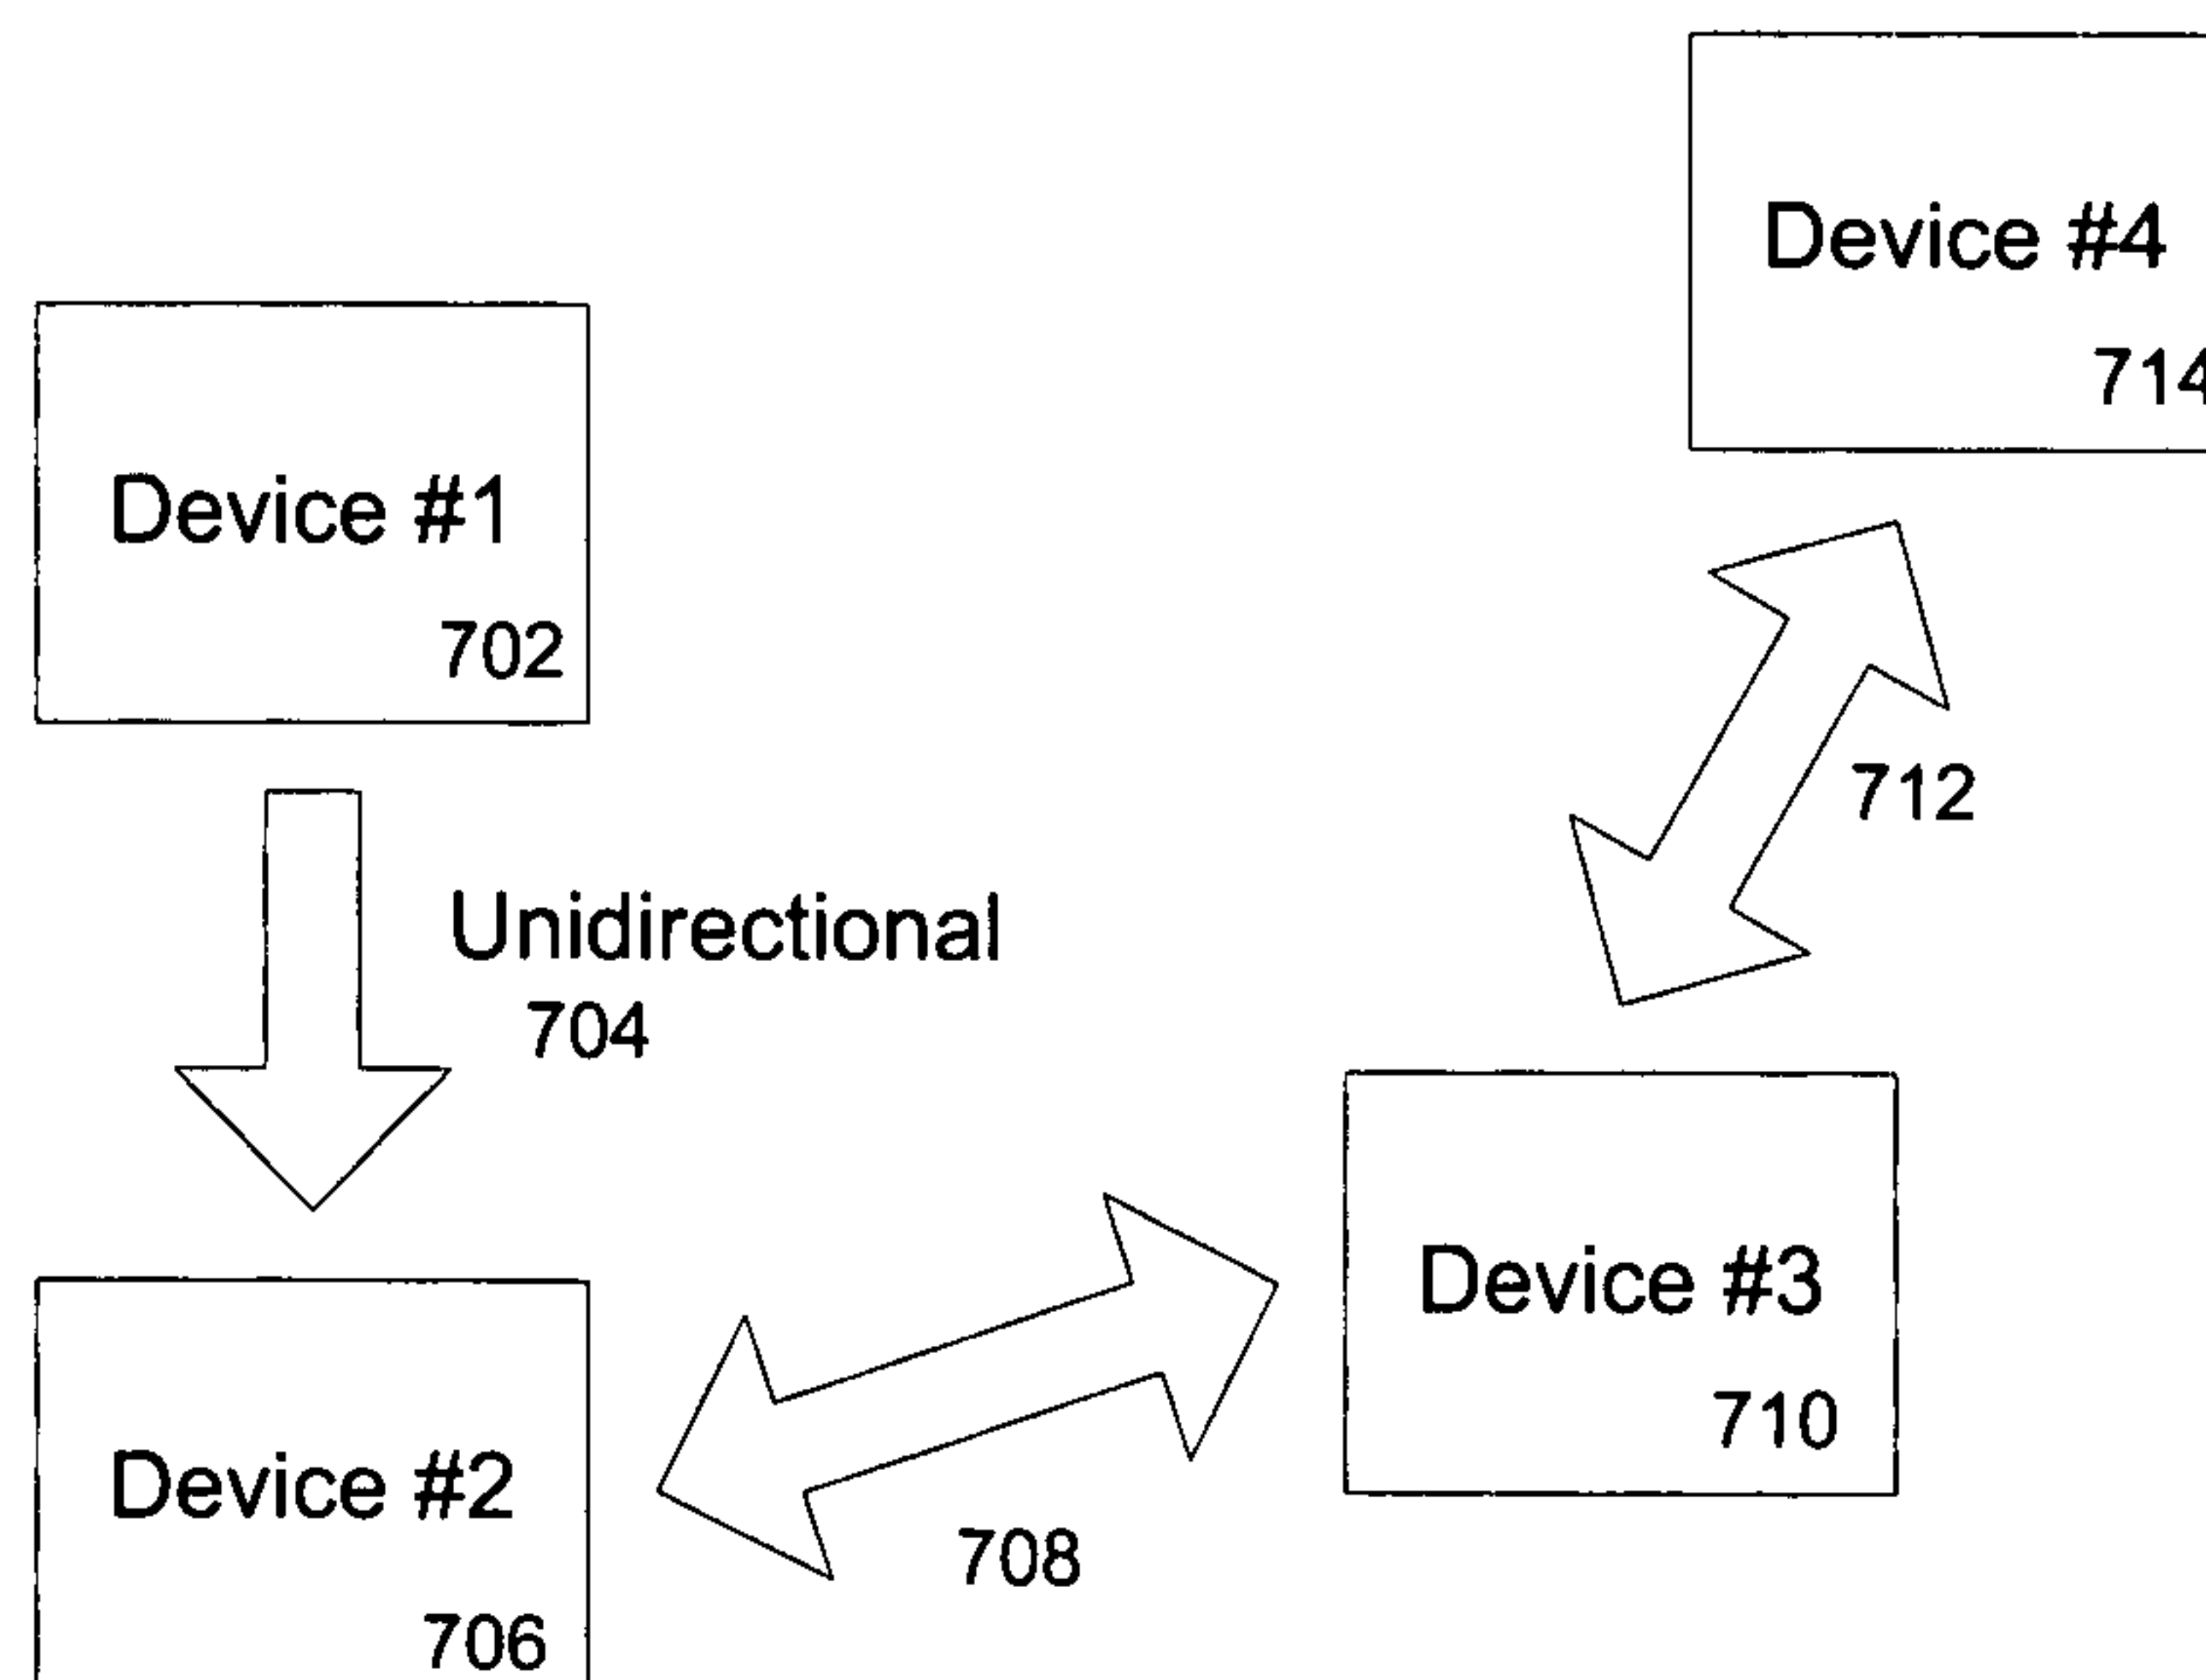 Device #4
714
Device #1
702
712
Unidirectional
704
Device #3
710
Device #2
706
708